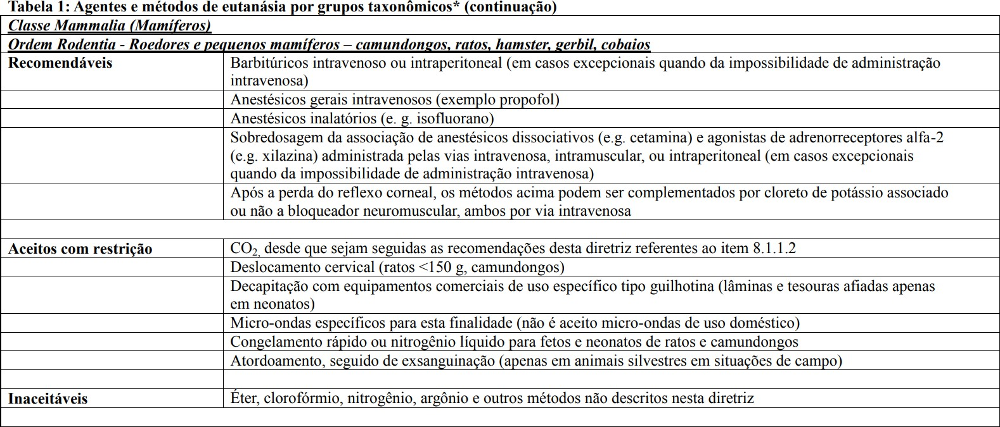 Tabela 1: Agentes e métodos de eutanásia por grupos taxonômicos* (continuação)
Classe Mammalia (Mamíferos)
Ordem Rodentia - Roedores e pequenos mamíferos – camundongos, ratos, hamster, gerbil, cobaios
Recomendáveis
Barbitúricos intravenoso ou intraperitoneal (em casos excepcionais quando da impossibilidade de administração
intravenosa)
Anestésicos gerais intravenosos (exemplo propofol)
Anestésicos inalatórios (e. g. isofluorano)
Sobredosagem da associação de anestésicos dissociativos (e.g. cetamina) e agonistas de adrenorreceptores alfa-2
(e.g. xilazina) administrada pelas vias intravenosa, intramuscular, ou intraperitoneal (em casos excepcionais
quando da impossibilidade de administração intravenosa)
Após a perda do reflexo corneal, os métodos acima podem ser complementados por cloreto de potássio associado
ou não a bloqueador neuromuscular, ambos por via intravenosa
Aceitos com restrição
CO2, desde que sejam seguidas as recomendações desta diretriz referentes ao item 8.1.1.2
Deslocamento cervical (ratos <150 g, camundongos)
Decapitação com equipamentos comerciais de uso específico tipo guilhotina (lâminas e tesouras afiadas apenas
em neonatos)
Micro-ondas específicos para esta finalidade (não é aceito micro-ondas de uso doméstico)
Congelamento rápido ou nitrogênio líquido para fetos e neonatos de ratos e camundongos
Atordoamento, seguido de exsanguinação (apenas em animais silvestres em situações de campo)
Inaceitáveis
Éter, clorofórmio, nitrogênio, argônio e outros métodos não descritos nesta diretriz